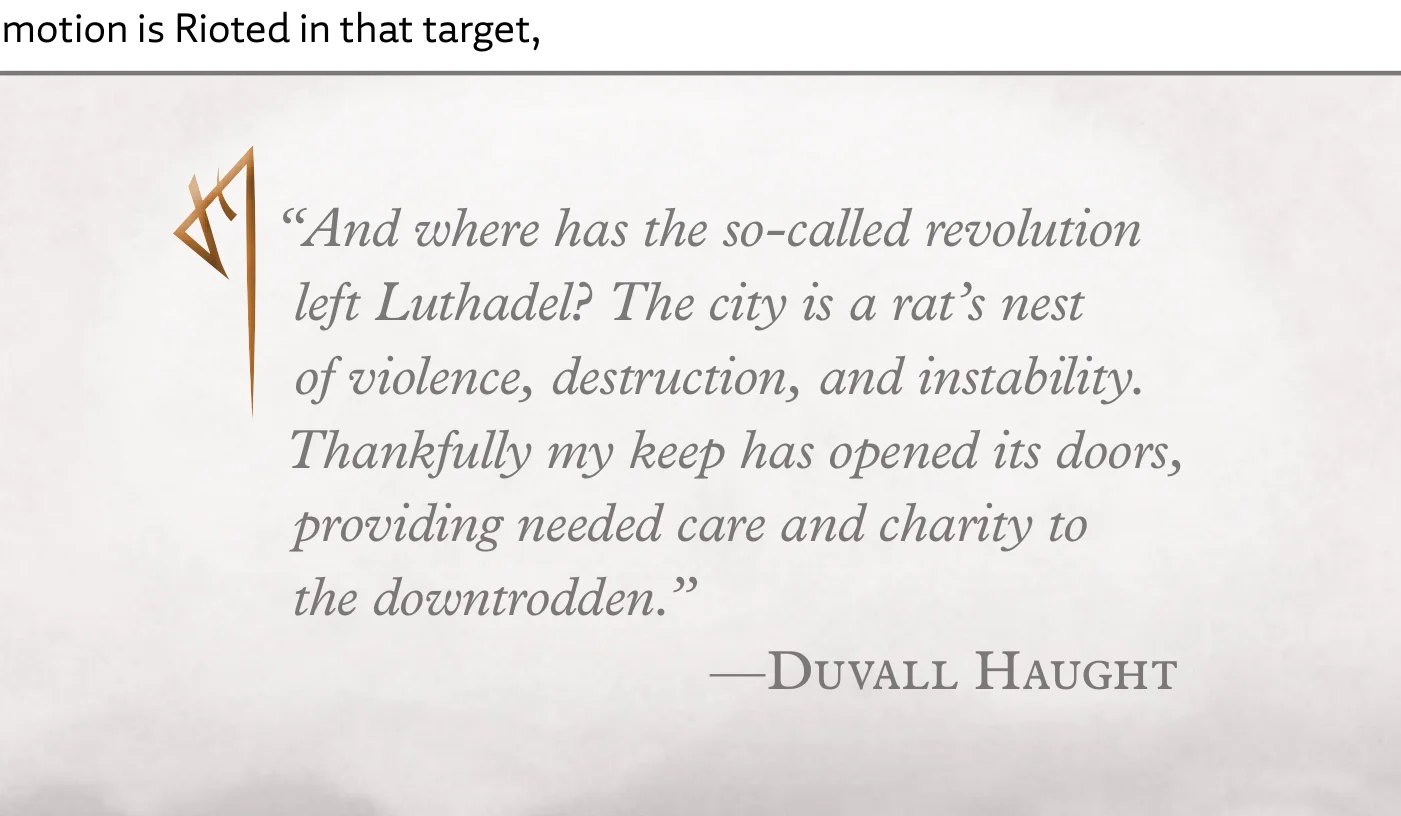 motion is Rioted in that target,
“And where has the so-called revolution
left Luthadel? The city is a rat’s nest
of violence, destruction, and instability.
Thankfully my keep has opened its doors,
providing needed care and charity to
the downtrodden.”
—Duvall Haught